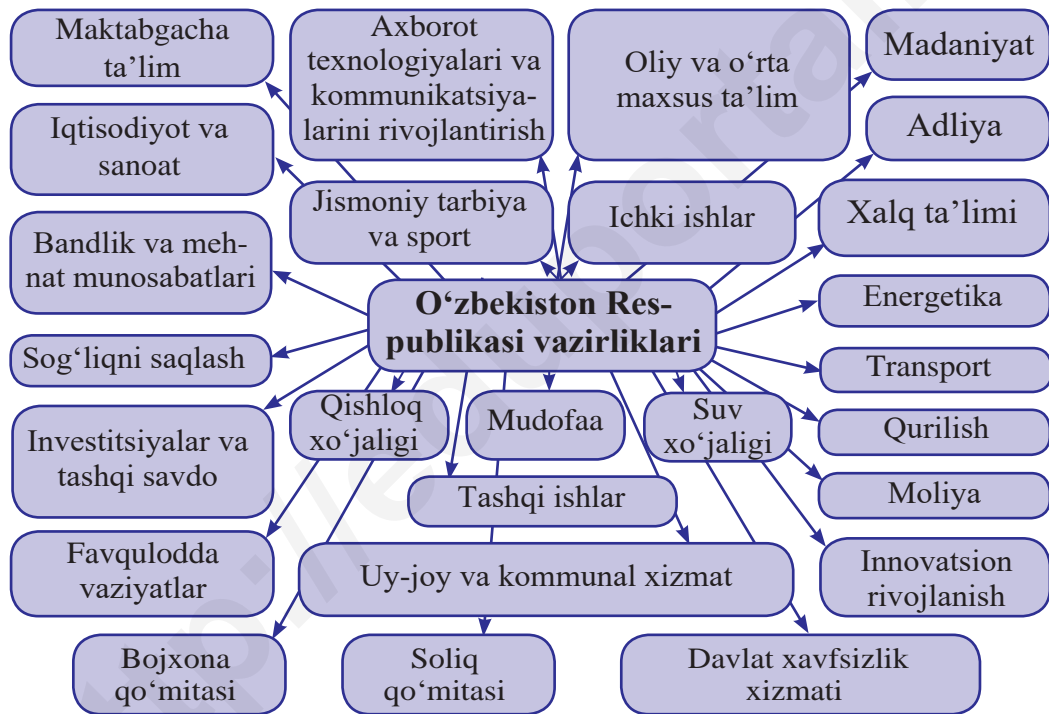 Maktabgacha
ta’lim
Axborot
texnologiyalari va
kommunikatsiya-
larini rivojlantirish
Oliy va o‘rta
maxsus ta’lim
Madaniyat
Iqtisodiyot va
sanoat
Adliya
Jismoniy tarbiya
va sport
Ichki ishlar
Xalq ta’limi
Bandlik va meh-
nat munosabatlari
O‘zbekiston Res-
publikasi vazirliklari
Energetika
Sog‘liqni saqlash
Transport
Investitsiyalar va
tashqi savdo
Qishloq
xo‘jaligi
Mudofaa
Suv
xo‘jaligi
Qurilish
Tashqi ishlar
Moliya
Favqulodda
vaziyatlar
Uy-joy va kommunal xizmat
Innovatsion
rivojlanish
Bojxona
qo‘mitasi
Soliq
qo‘mitasi
Davlat xavfsizlik
xizmati